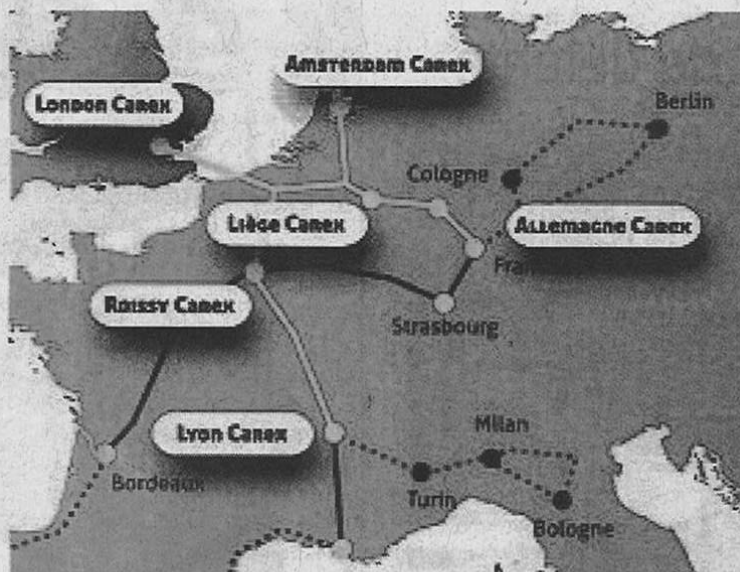 Amsterdam Carex
London Carex
Berlin
Cologne
Liège Carex
Allemagne Carex
Fran
Roissy Carex
Strasbourg
Lyon Carex
Milan
Bordeaux
Turin
Bologne